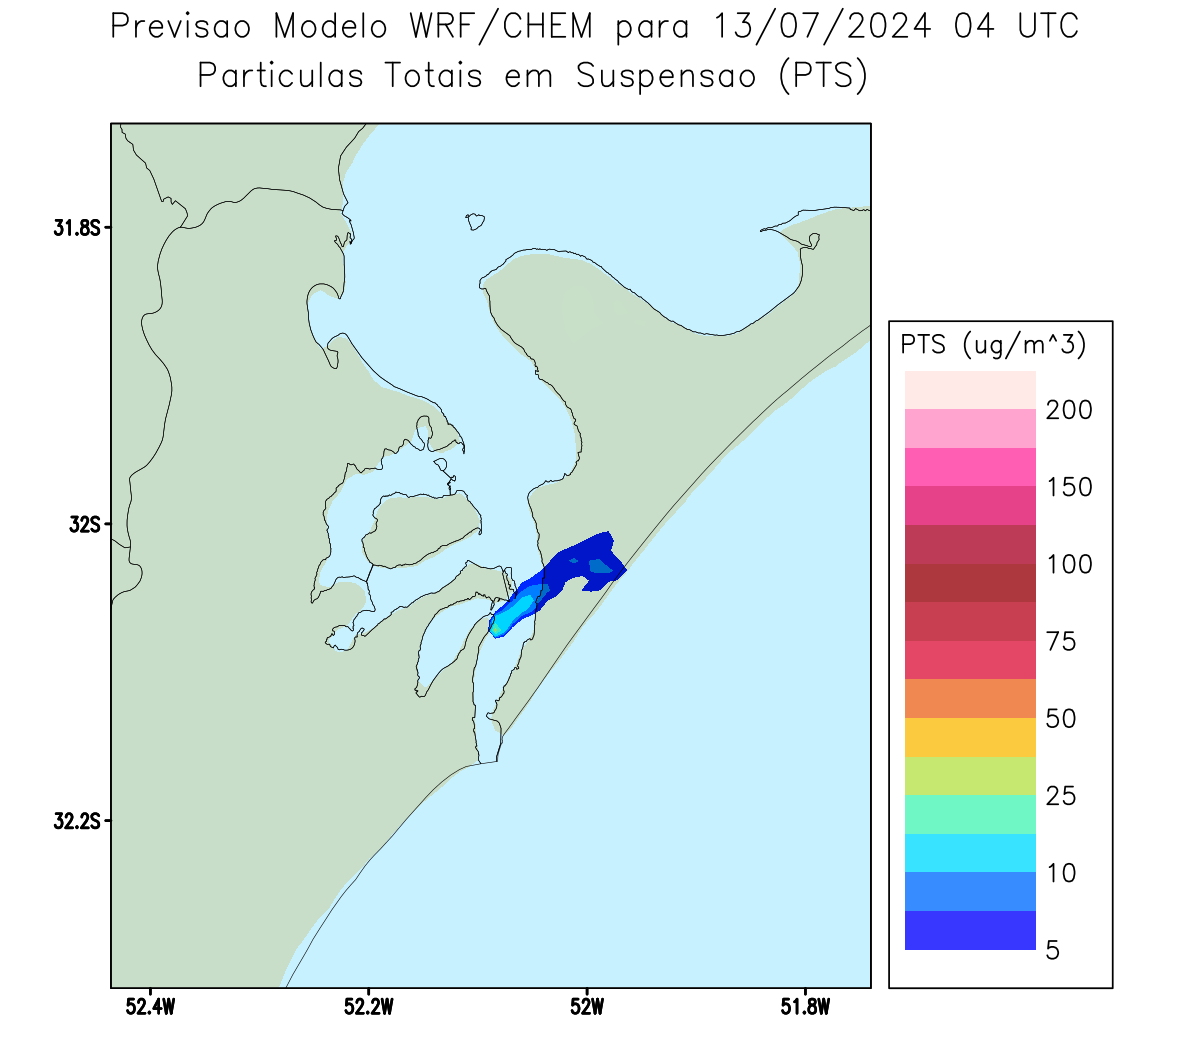 Previsao Modelo WRF/CHEM para 13/07/2024 04 UTC
Particulas Totais em Suspensao (PTS)
31.8S
32S
32.2S
52.4W
52.2W
52W
51.8W
PTS (ug/m^3)
200
150
100
75
50
25
10
5